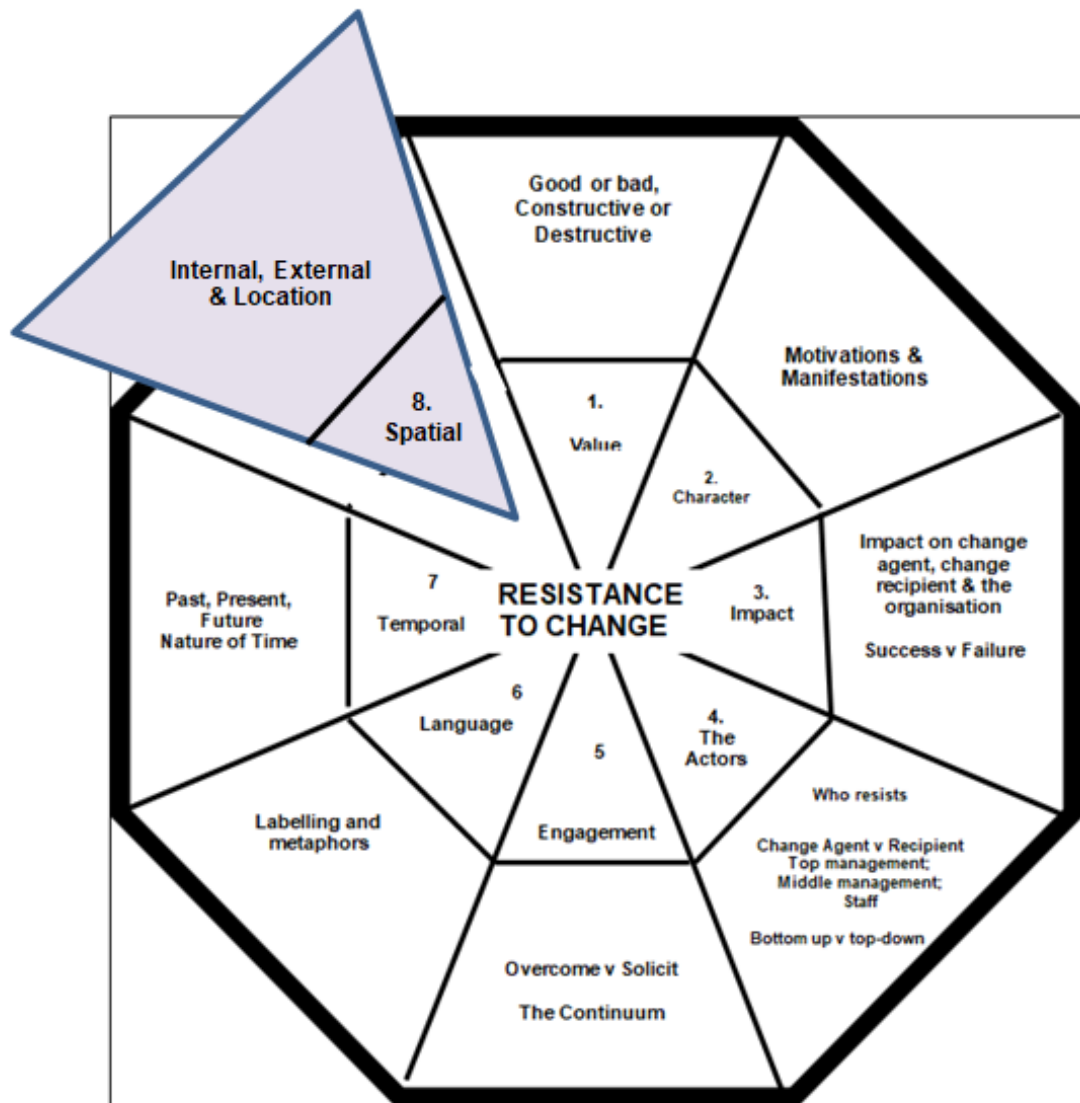 Good or bad,
Constructive or
Destructive
1.
Value
Motivations &
Manifestations
2.
Character
Impact on change
agent, change
recipient & the
organisation
Success v Failure
3.
Impact
Who resists
Change Agent v Recipient
Top management;
Middle management;
Staff
Bottom up v top-down
4.
The
Actors
5
Engagement
Overcome v Solicit
The Continuum
6
Language
Labelling and
metaphors
7
Temporal
Past, Present,
Future
Nature of Time
Internal, External
& Location
8.
Spatial
RESISTANCE
TO CHANGE